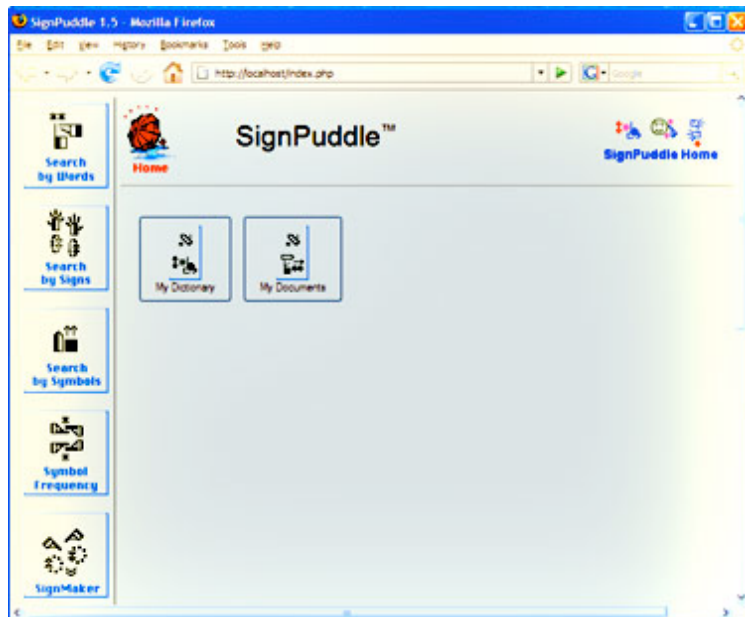 SignPuddle 1.5 - Mozilla Firefox
File Edit View History Bookmarks Tools Help
http://localhost/index.php
Google
Search
by Words
Home
SignPuddle™
SignPuddle Home
Search
by Signs
My Dictionary
My Documents
Search
by Symbols
Symbol
Frequency
SignMaker